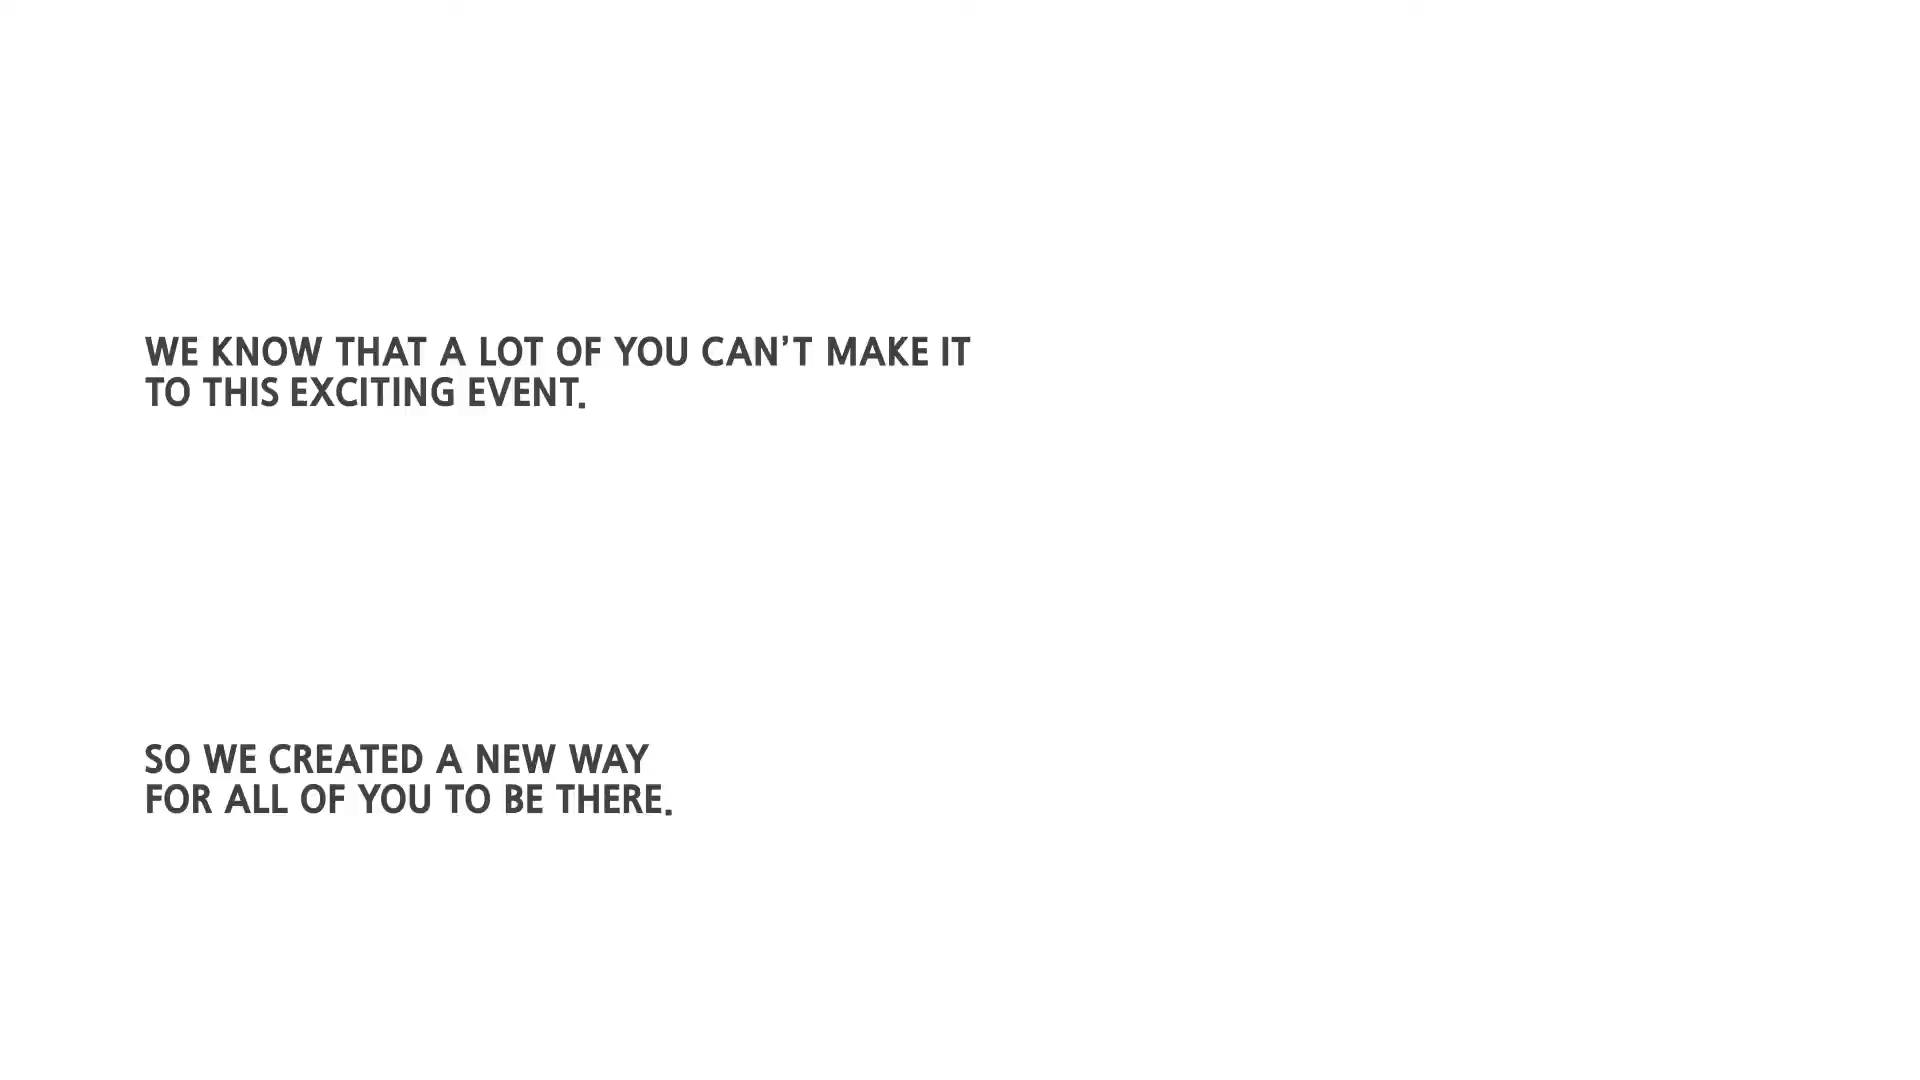 WE KNOW THAT A LOT OF YOU CAN’T MAKE IT
TO THIS EXCITING EVENT.
SO WE CREATED A NEW WAY
FOR ALL OF YOU TO BE THERE.